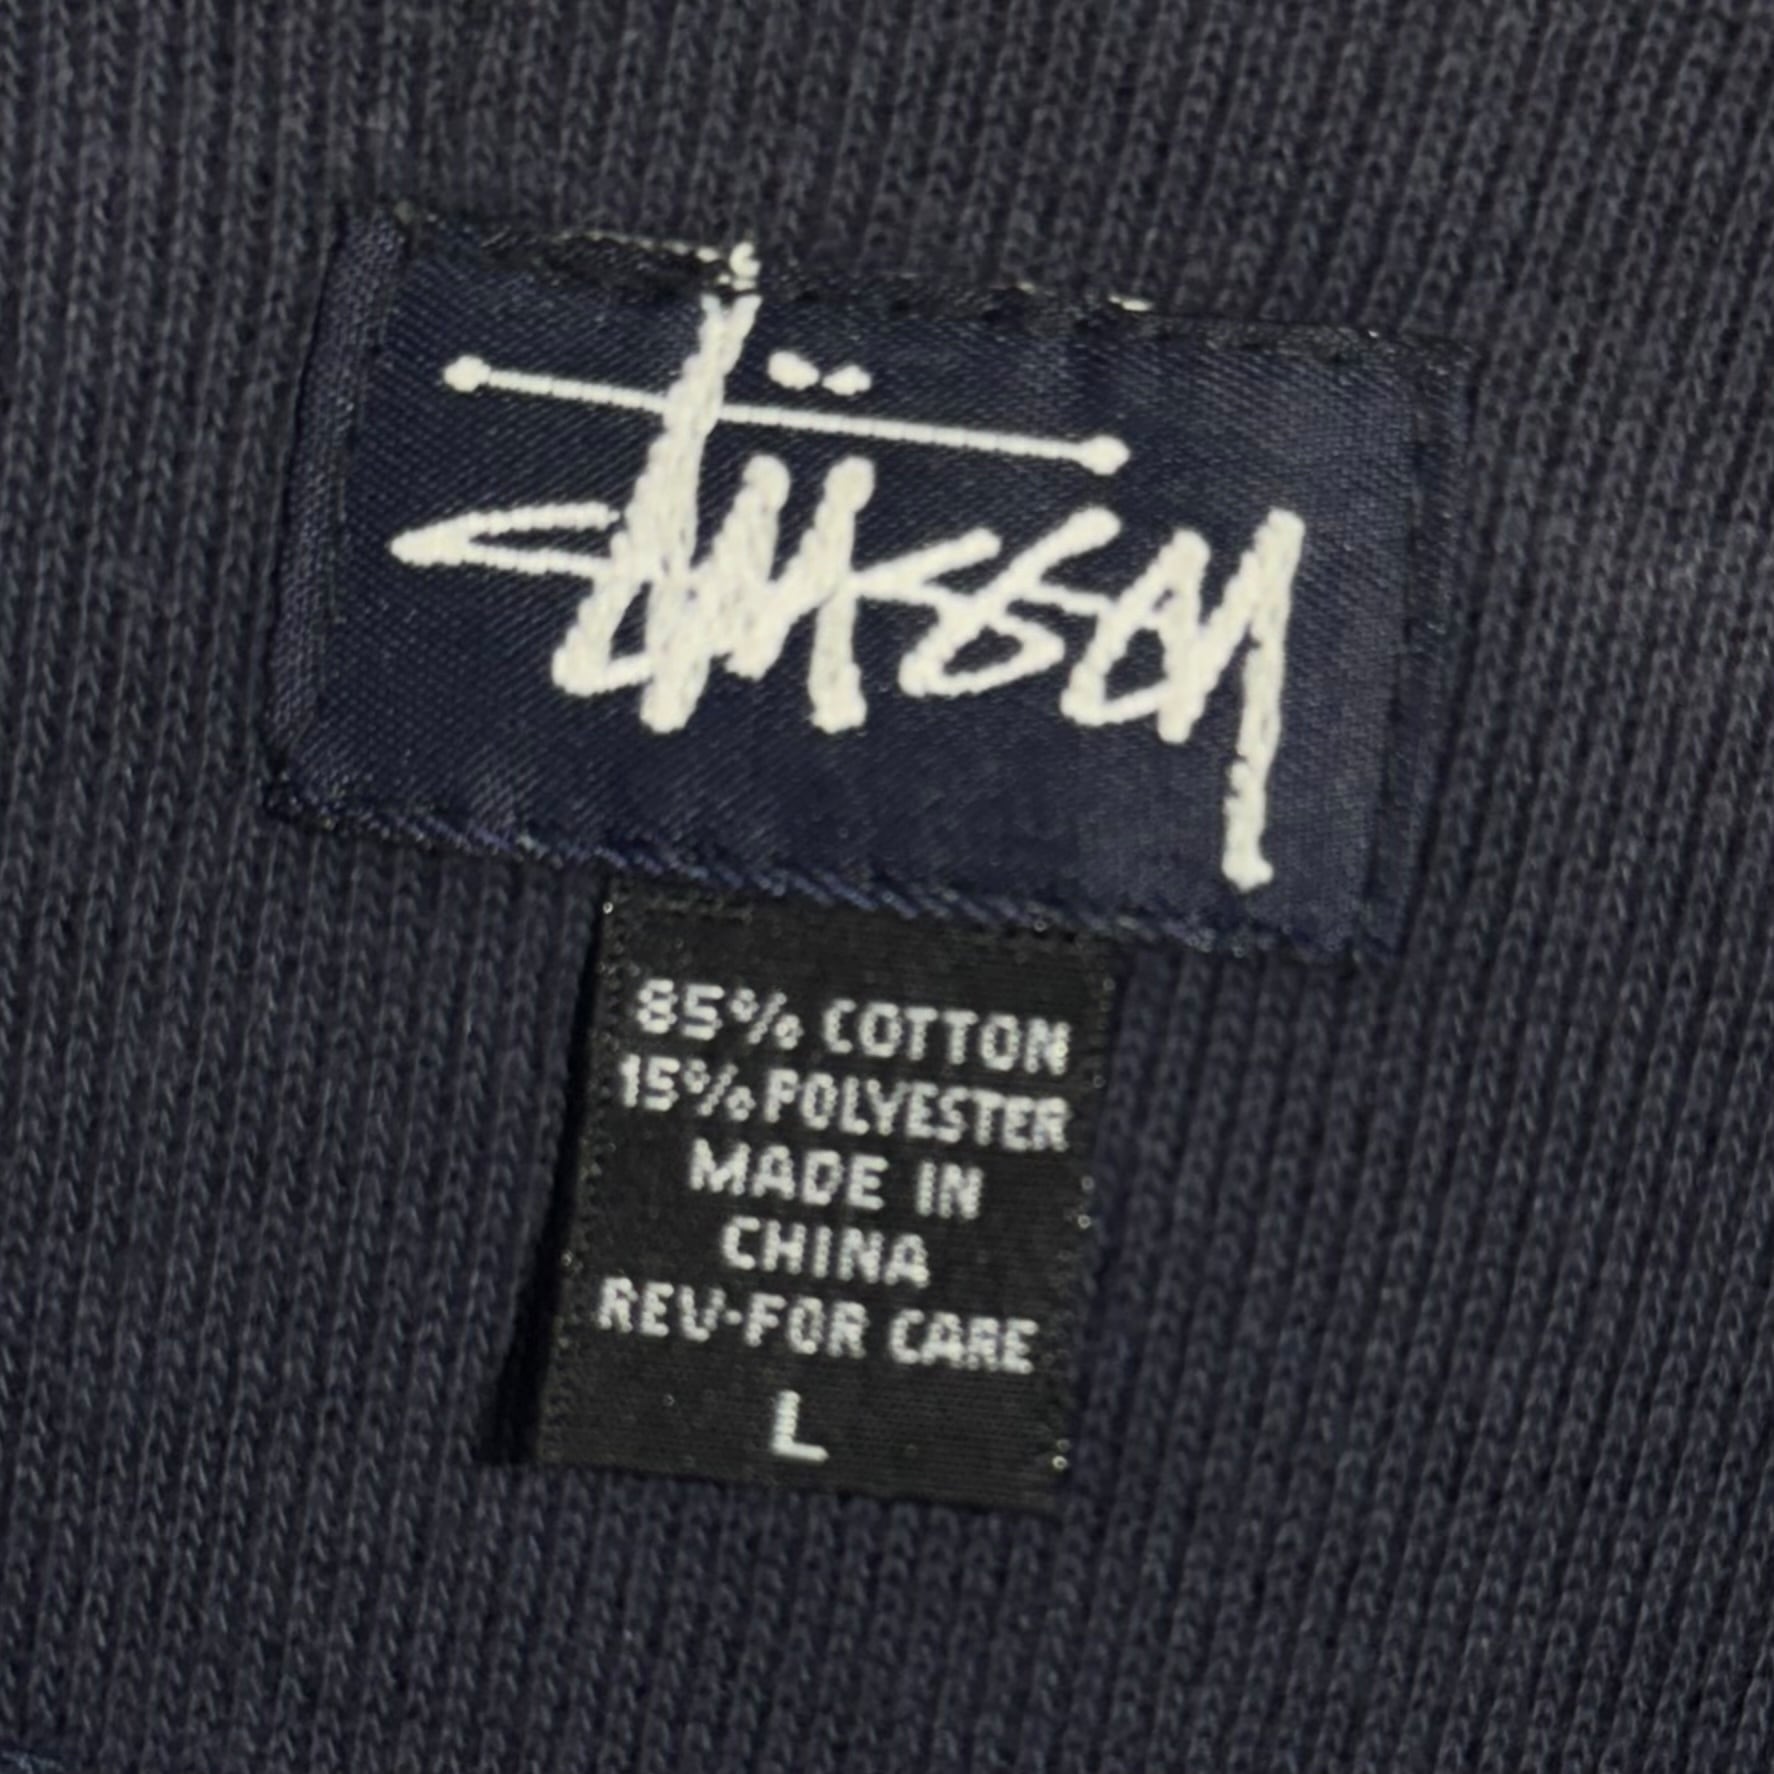 Stüssy
85% COTTON
15% POLYESTER
MADE IN
CHINA
REV-FOR CARE
L